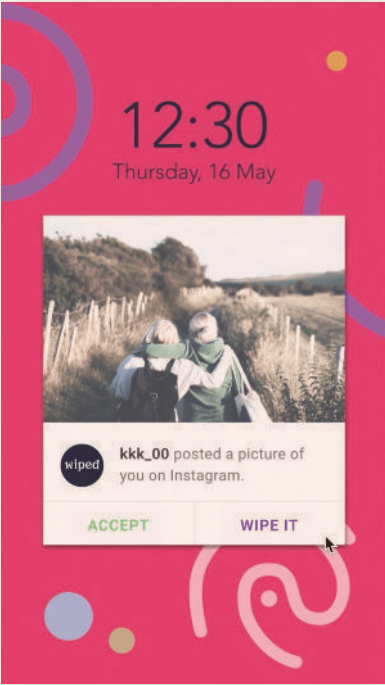 12:30
Thursday, 16 May
wiped
kkk_00 posted a picture of
you on Instagram.
ACCEPT
WIPE IT